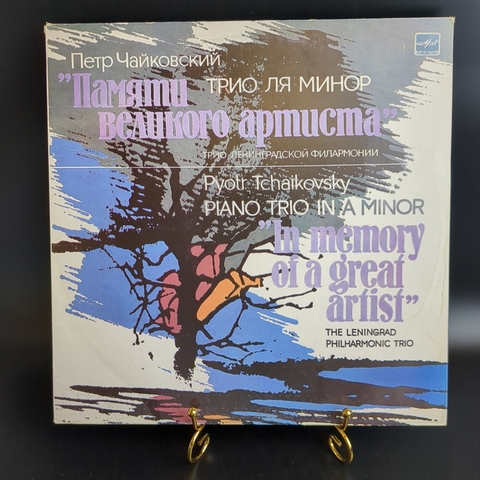 Петр Чайковский
ТРИО ЛЯ МИНОР
"Памяти
великого артиста"
ТРИО ЛЕНИНГРАДСКОЙ ФИЛАРМОНИИ
Pyotr Tchaikovsky
PIANO TRIO IN A MINOR
"In memory
of a great
artist"
THE LENINGRAD
PHILHARMONIC TRIO